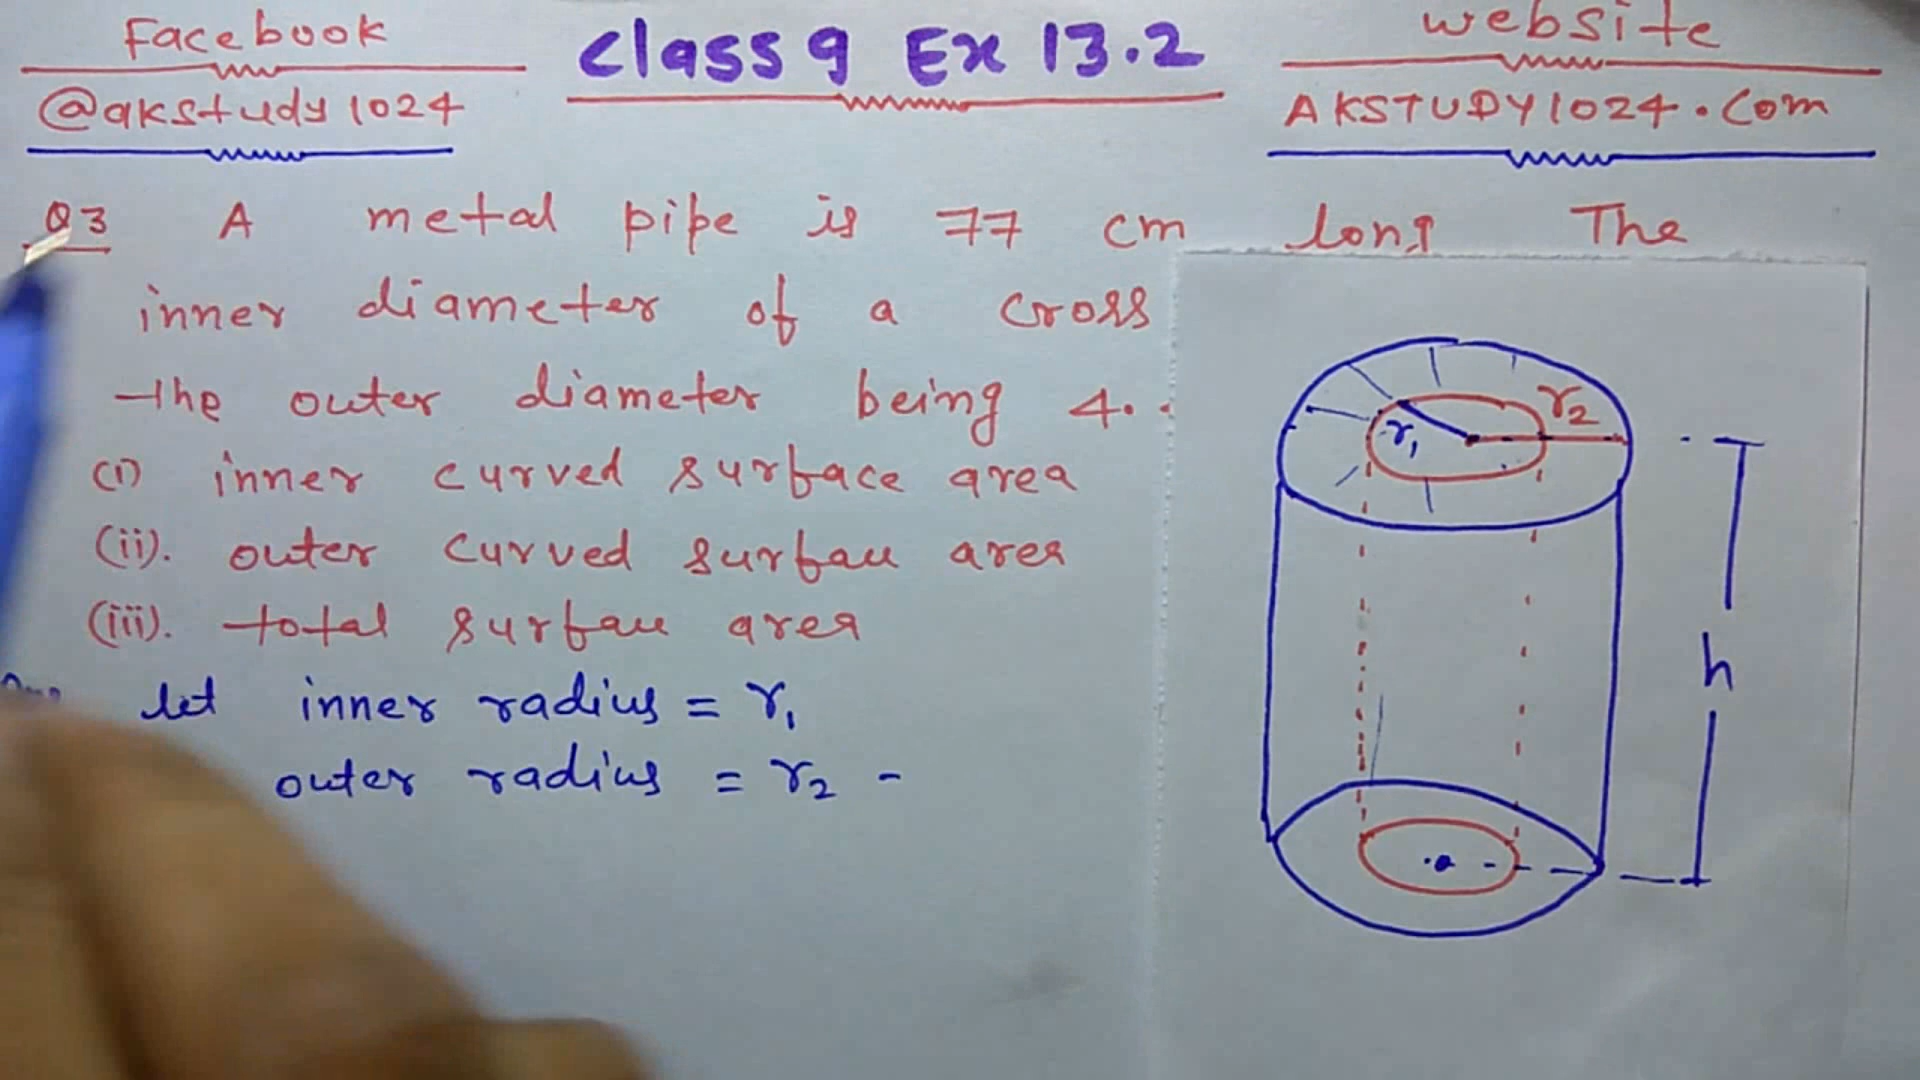 Facebook
@akstudy1024
Class 9 Ex 13.2
website
AKSTUDY1024.Com
Q3 A metal pipe is 77 cm long The
inner diameter of a cross
the outer diameter being 4.
(i) inner curved surface area
(ii). outer curved surface area
(iii). total surface area
let inner radius = r₁
outer radius = r₂ -
r₁
r₂
h